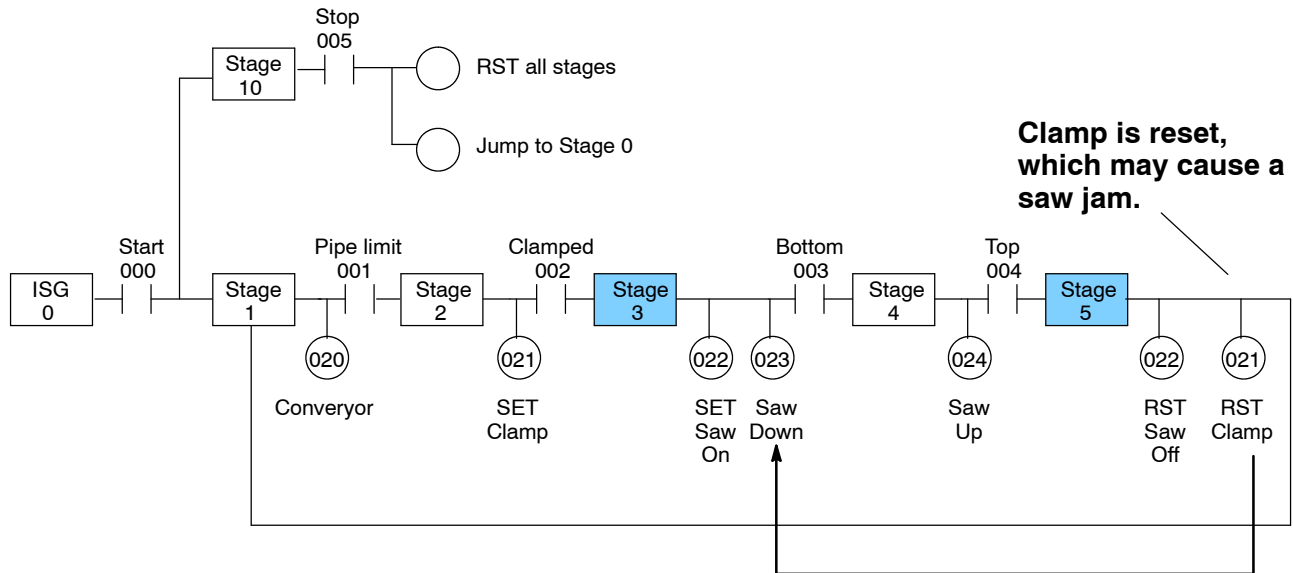 Stop
005
Stage
10
RST all stages
Jump to Stage 0
Clamp is reset,
which may cause a
saw jam.
Start
000
Pipe limit
001
Clamped
002
Bottom
003
Top
004
ISG
0
Stage
1
Stage
2
Stage
3
Stage
4
Stage
5
020
021
022
023
024
022
021
Converyor
SET
Clamp
SET
Saw
On
Saw
Down
Saw
Up
RST
Saw
Off
RST
Clamp